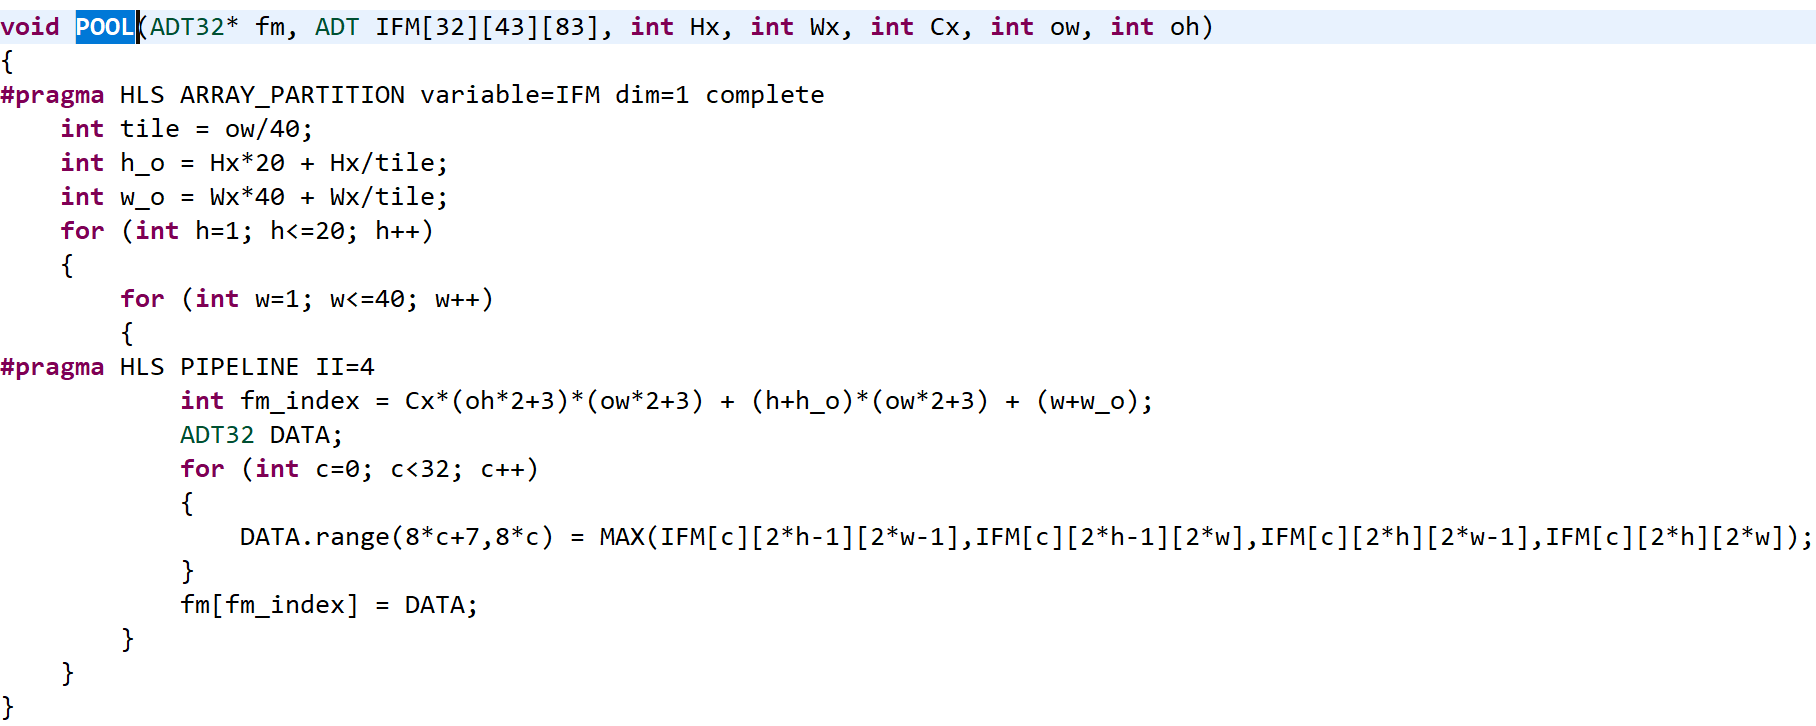 void POOL(ADT32* fm, ADT IFM[32][43][83], int Hx, int Wx, int Cx, int ow, int oh)
{
#pragma HLS ARRAY_PARTITION variable=IFM dim=1 complete
    int tile = ow/40;
    int h_o = Hx*20 + Hx/tile;
    int w_o = Wx*40 + Wx/tile;
    for (int h=1; h<=20; h++)
    {
        for (int w=1; w<=40; w++)
        {
#pragma HLS PIPELINE II=4
            int fm_index = Cx*(oh*2+3)*(ow*2+3) + (h+h_o)*(ow*2+3) + (w+w_o);
            ADT32 DATA;
            for (int c=0; c<32; c++)
            {
                DATA.range(8*c+7,8*c) = MAX(IFM[c][2*h-1][2*w-1],IFM[c][2*h-1][2*w],IFM[c][2*h][2*w-1],IFM[c][2*h][2*w]);
            }
            fm[fm_index] = DATA;
        }
    }
}